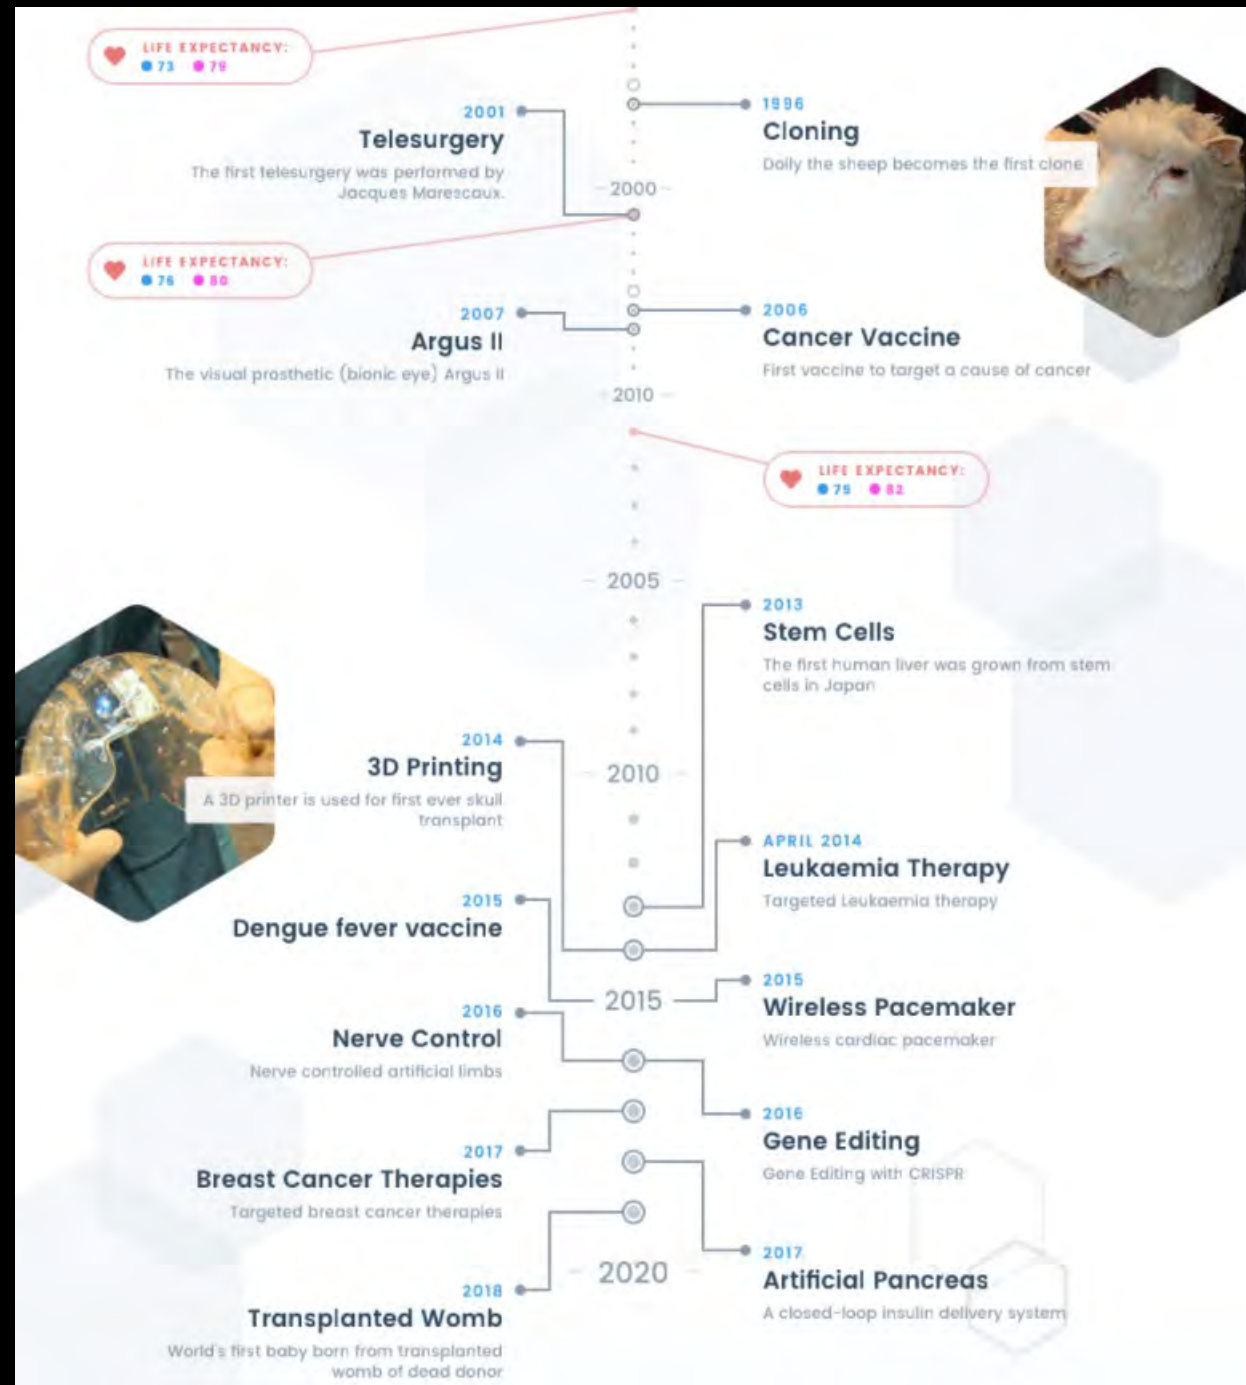 LIFE EXPECTANCY:
73 79
1996
Cloning
Dolly the sheep becomes the first clone
2001
Telesurgery
The first telesurgery was performed by
Jacques Marescaux.
2000
LIFE EXPECTANCY:
76 80
2006
Cancer Vaccine
First vaccine to target a cause of cancer
2007
Argus II
The visual prosthetic (bionic eye) Argus II
2010
LIFE EXPECTANCY:
79 82
2005
2013
Stem Cells
The first human liver was grown from stem
cells in Japan
2014
3D Printing
A 3D printer is used for first ever skull
transplant
2010
APRIL 2014
Leukaemia Therapy
Targeted Leukaemia therapy
2015
Dengue fever vaccine
2015
2015
Wireless Pacemaker
Wireless cardiac pacemaker
2016
Nerve Control
Nerve controlled artificial limbs
2016
Gene Editing
Gene Editing with CRISPR
2017
Breast Cancer Therapies
Targeted breast cancer therapies
2017
Artificial Pancreas
A closed-loop insulin delivery system
2020
2018
Transplanted Womb
World's first baby born from transplanted
womb of dead donor